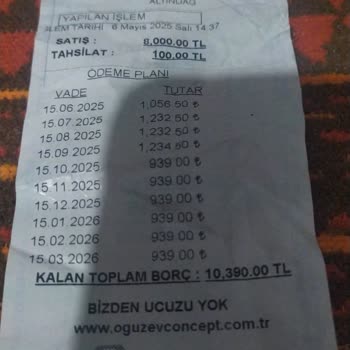 ALTINDAĞ
YAPILAN İŞLEM
İŞLEM TARİHİ 6 Mayıs 2025 Salı 14:37
SATIŞ : 8,000.00 TL
TAHSİLAT : 100.00 TL
ÖDEME PLANI
VADE TUTAR
15.06.2025 1,056.50 ₺
15.07.2025 1,232.50 ₺
15.08.2025 1,232.50 ₺
15.09.2025 1,234.50 ₺
15.10.2025 939.00 ₺
15.11.2025 939.00 ₺
15.12.2025 939.00 ₺
15.01.2026 939.00 ₺
15.02.2026 939.00 ₺
15.03.2026 939.00 ₺
KALAN TOPLAM BORÇ : 10,390.00 TL
BİZDEN UCUZU YOK
www.oguzevconcept.com.tr